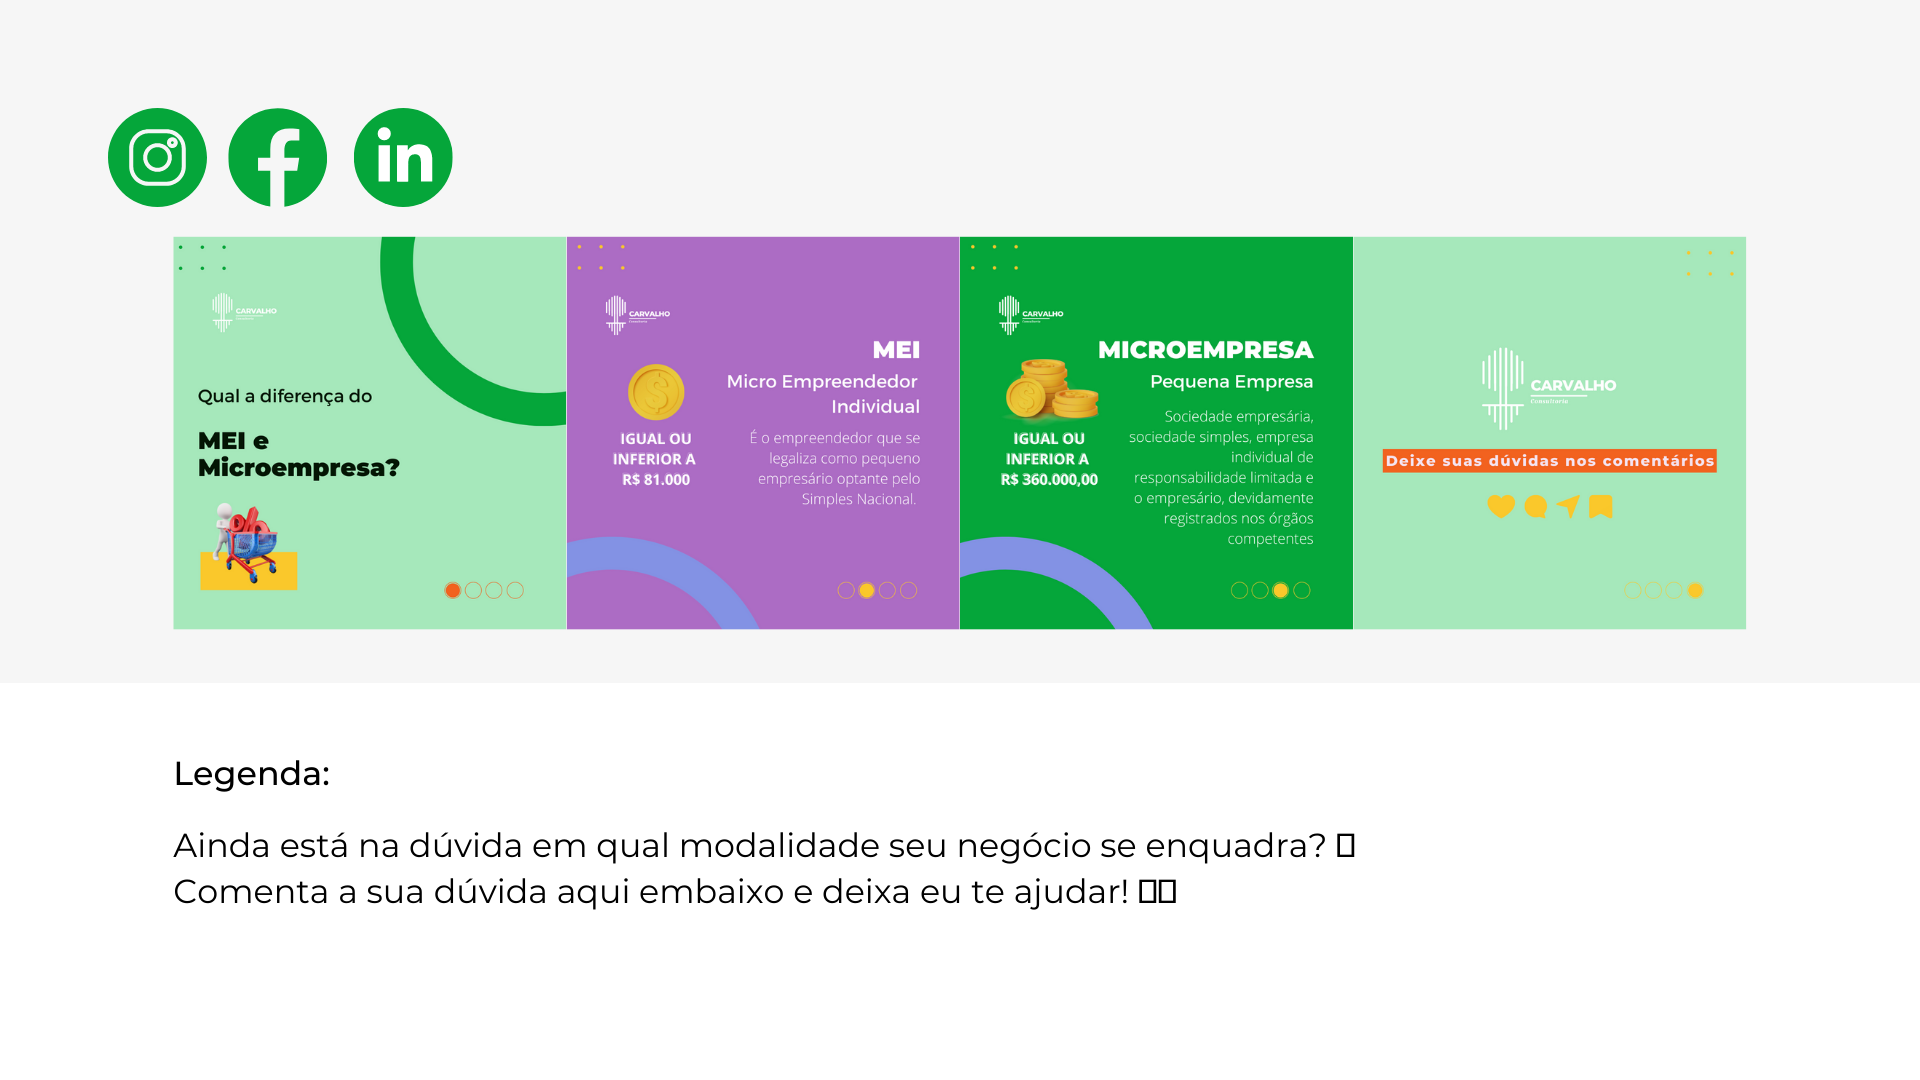 CARVALHO
Qual a diferença do
MEI e
Microempresa?
CARVALHO
Consultoria
MEI
Micro Empreendedor
Individual
IGUAL OU
INFERIOR A
R$ 81.000
É o empreendedor que se
legaliza como pequeno
empresário optante pelo
Simples Nacional.
CARVALHO
Consultoria
MICROEMPRESA
Pequena Empresa
IGUAL OU
INFERIOR A
R$ 360.000,00
Sociedade empresária,
sociedade simples, empresa
individual de
responsabilidade limitada e
o empresário, devidamente
registrados nos órgãos
competentes
CARVALHO
Consultoria
Deixe suas dúvidas nos comentários
Legenda:
Ainda está na dúvida em qual modalidade seu negócio se enquadra?
Comenta a sua dúvida aqui embaixo e deixa eu te ajudar!